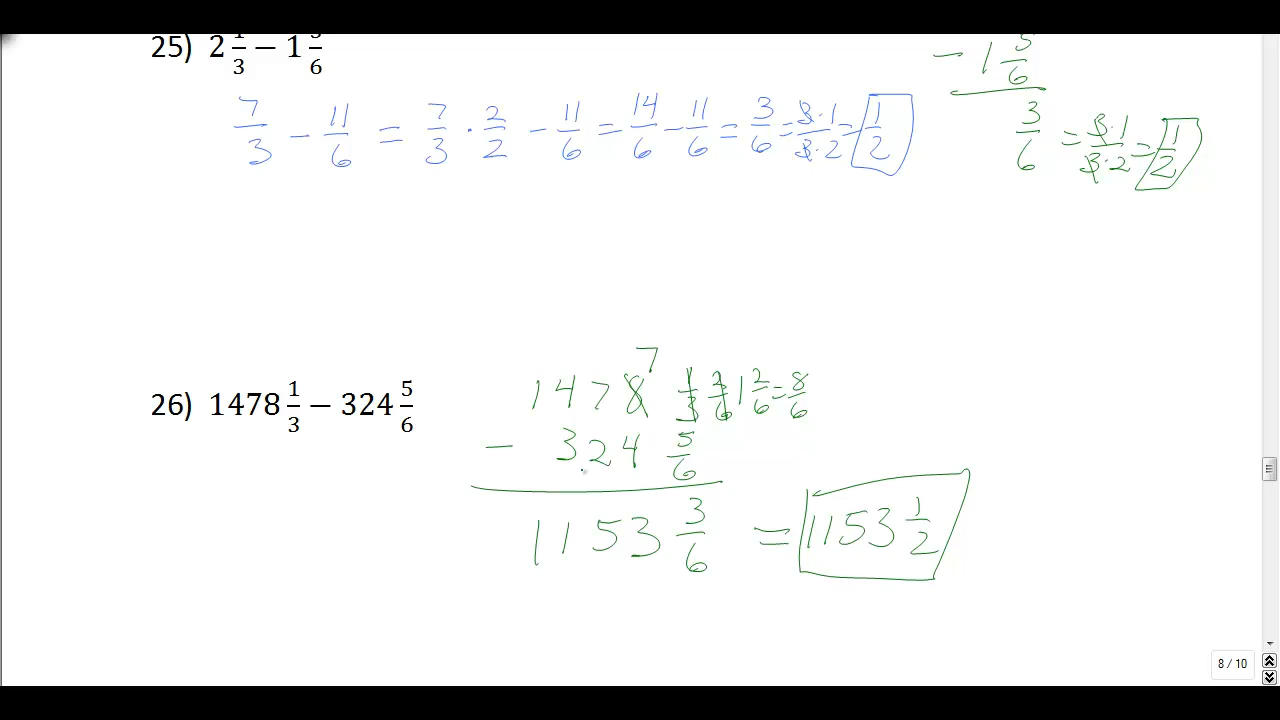 25) 2 1/3 − 1 5/6
− 1 5/6
3/6 = 3·1/3·2 = 1/2
7/3 − 11/6 = 7/3 · 2/2 − 11/6 = 14/6 − 11/6 = 3/6 = 3·1/3·2 = 1/2
7
26) 1478 1/3 − 324 5/6
1478 1/3 2/6 1 2/6 = 8/6
− 324 5/6
1153 3/6 = 1153 1/2
8 / 10